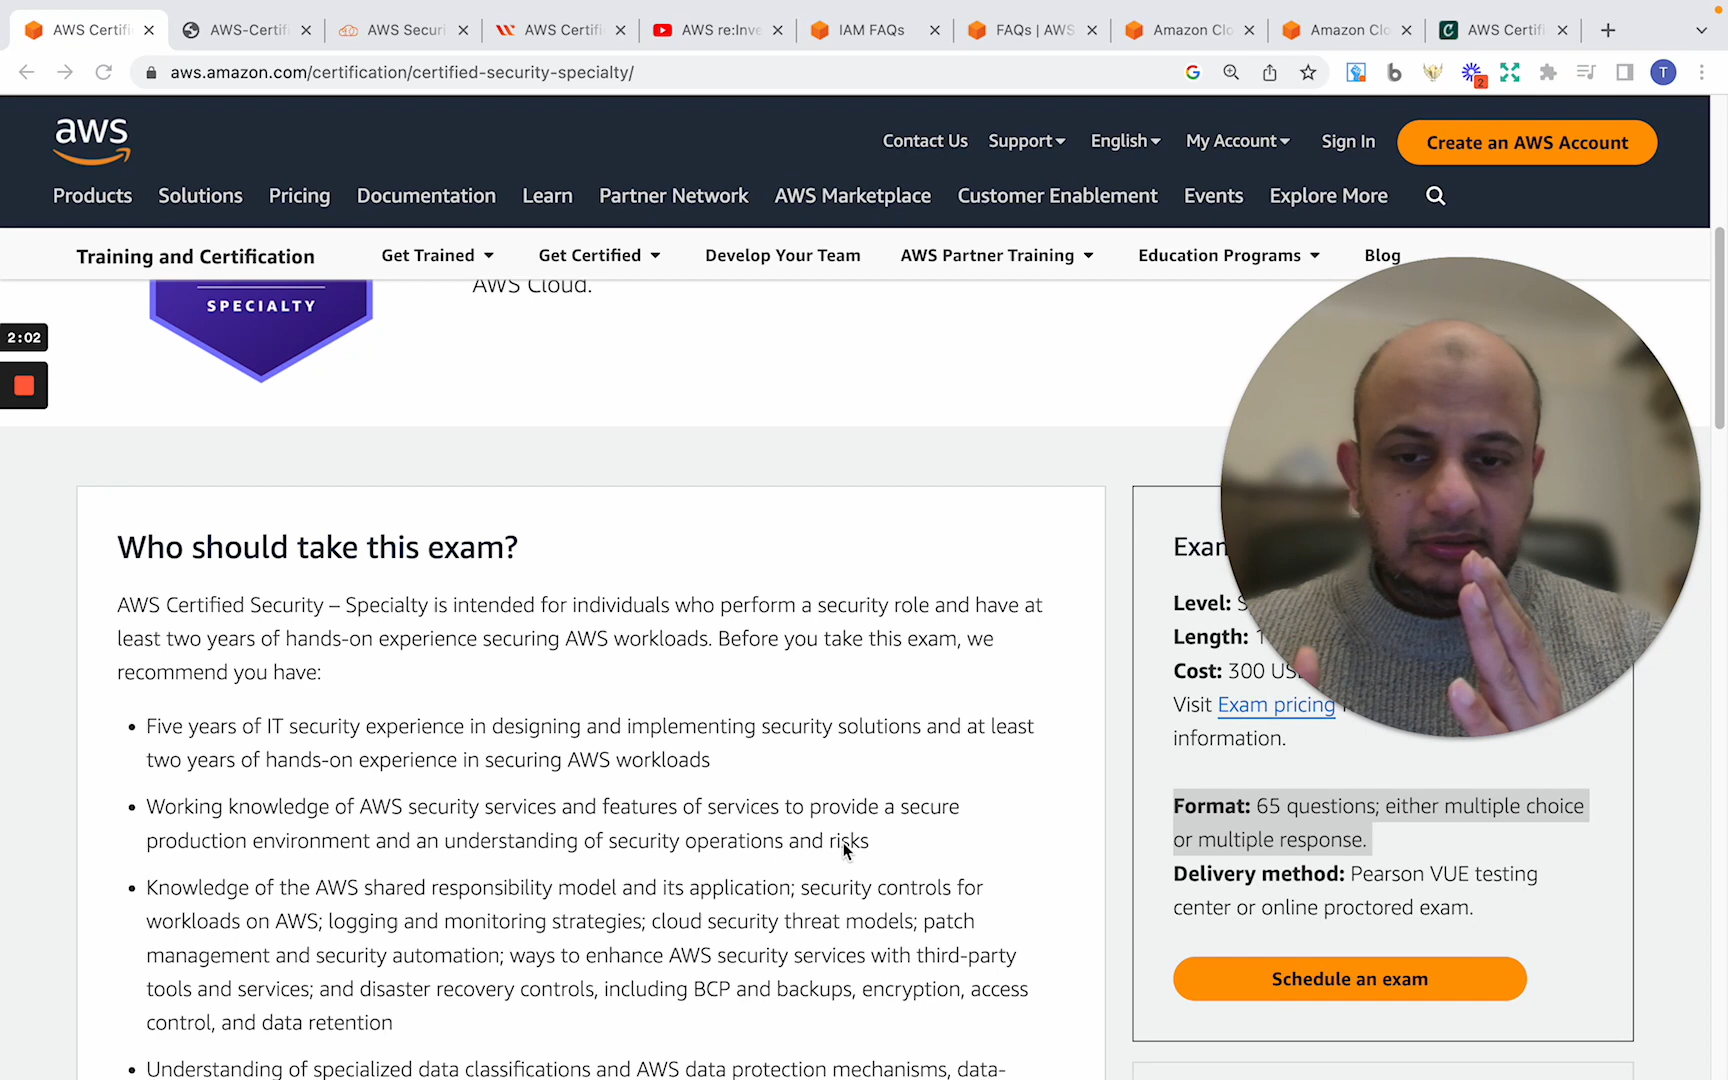 AWS Certifi
AWS-Certifi
AWS Securi
AWS Certifi
AWS re:Inve
IAM FAQs
FAQs | AWS
Amazon Clo
Amazon Clo
AWS Certifi
aws.amazon.com/certification/certified-security-specialty/
2
T
aws
Contact Us
Support
English
My Account
Sign In
Create an AWS Account
Products
Solutions
Pricing
Documentation
Learn
Partner Network
AWS Marketplace
Customer Enablement
Events
Explore More
Training and Certification
Get Trained
Get Certified
Develop Your Team
AWS Partner Training
Education Programs
Blog
SPECIALTY
AWS Cloud.
2:02
Who should take this exam?
AWS Certified Security – Specialty is intended for individuals who perform a security role and have at
least two years of hands-on experience securing AWS workloads. Before you take this exam, we
recommend you have:
• Five years of IT security experience in designing and implementing security solutions and at least
two years of hands-on experience in securing AWS workloads
• Working knowledge of AWS security services and features of services to provide a secure
production environment and an understanding of security operations and risks
• Knowledge of the AWS shared responsibility model and its application; security controls for
workloads on AWS; logging and monitoring strategies; cloud security threat models; patch
management and security automation; ways to enhance AWS security services with third-party
tools and services; and disaster recovery controls, including BCP and backups, encryption, access
control, and data retention
• Understanding of specialized data classifications and AWS data protection mechanisms, data-
Exam
Level: S
Length: 1
Cost: 300 US
Visit Exam pricing
information.
Format: 65 questions; either multiple choice
or multiple response.
Delivery method: Pearson VUE testing
center or online proctored exam.
Schedule an exam